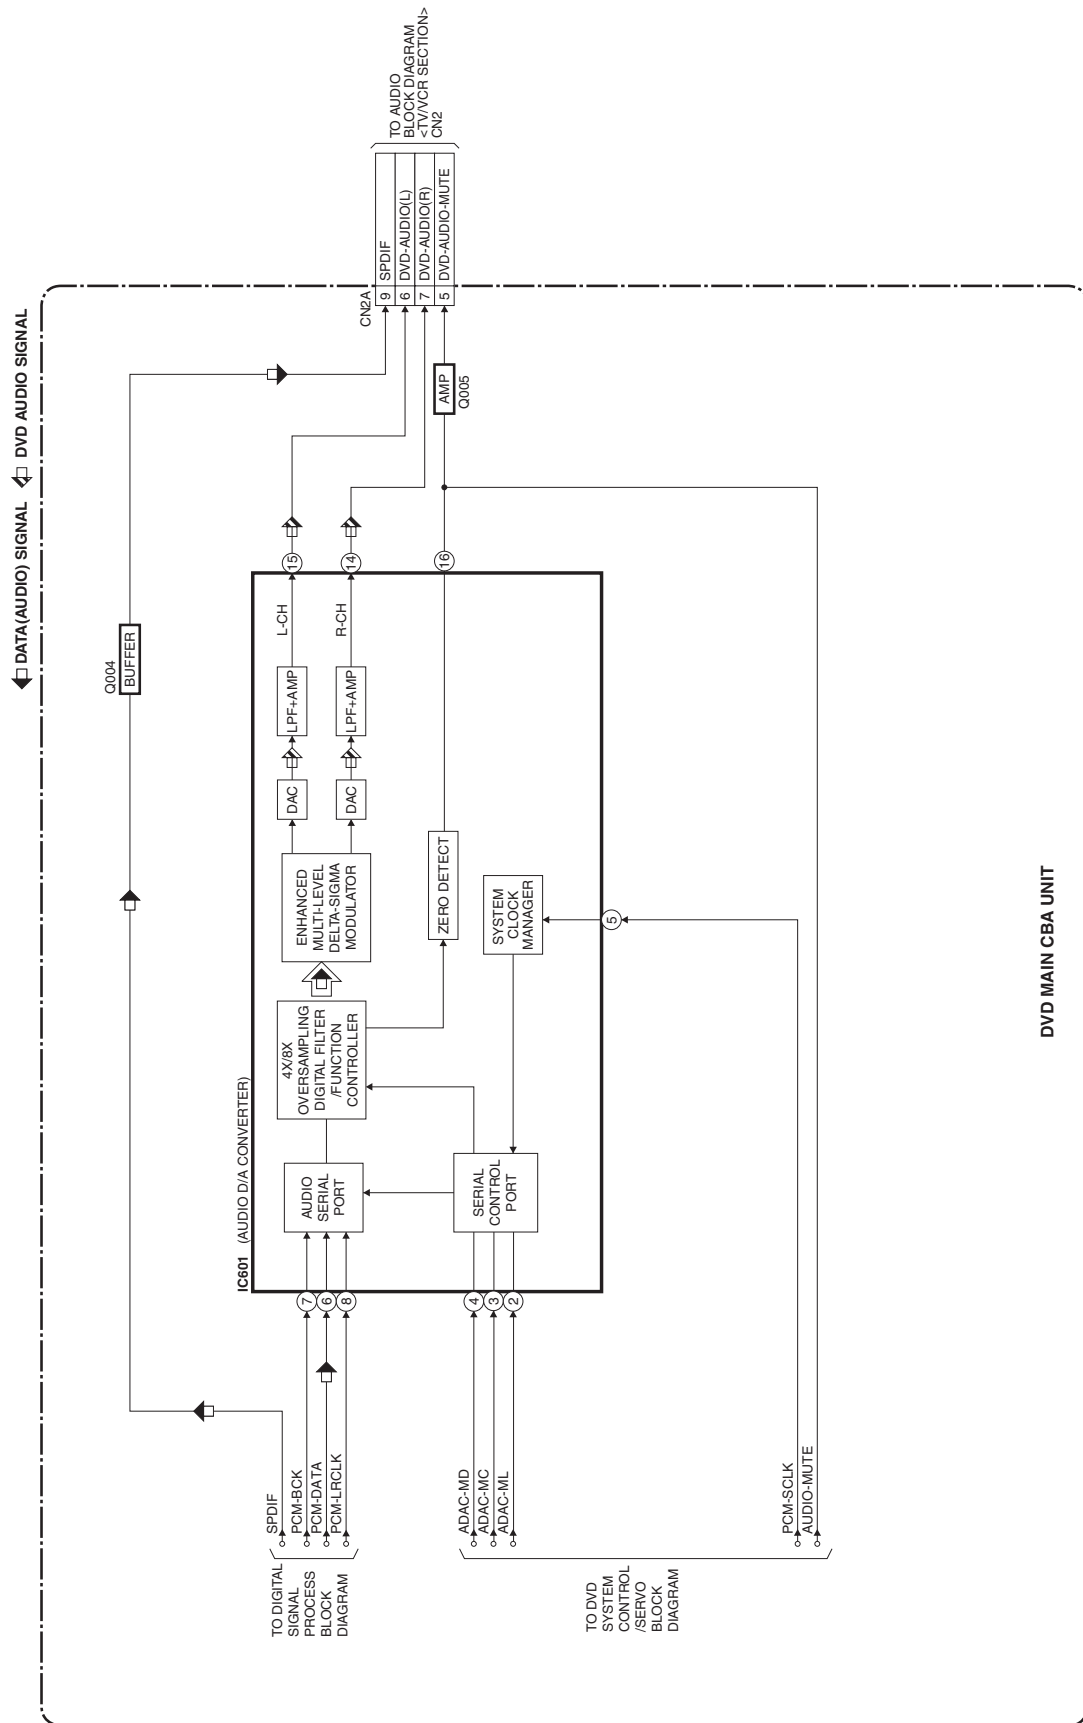 DATA(AUDIO) SIGNAL
DVD AUDIO SIGNAL
Q004
BUFFER
IC601 (AUDIO D/A CONVERTER)
TO DIGITAL
SIGNAL
PROCESS
BLOCK
DIAGRAM
SPDIF
PCM-BCK
PCM-DATA
PCM-LRCLK
7
6
8
AUDIO
SERIAL
PORT
4X/8X
OVERSAMPLING
DIGITAL FILTER
/FUNCTION
CONTROLLER
ENHANCED
MULTI-LEVEL
DELTA-SIGMA
MODULATOR
DAC
DAC
LPF+AMP
LPF+AMP
L-CH
R-CH
15
14
16
ZERO DETECT
SYSTEM
CLOCK
MANAGER
5
SERIAL
CONTROL
PORT
4
3
2
ADAC-MD
ADAC-MC
ADAC-ML
PCM-SCLK
AUDIO-MUTE
TO DVD
SYSTEM
CONTROL
/SERVO
BLOCK
DIAGRAM
AMP
Q005
CN2A
9 SPDIF
6 DVD-AUDIO(L)
7 DVD-AUDIO(R)
5 DVD-AUDIO-MUTE
TO AUDIO
BLOCK DIAGRAM
<TV/VCR SECTION>
CN2
DVD MAIN CBA UNIT